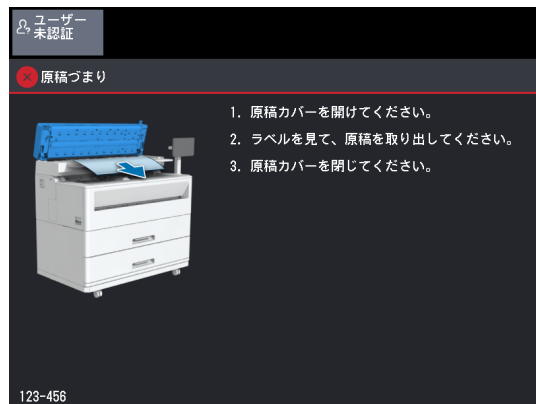 ユーザー
未認証
原稿づまり
1. 原稿カバーを開けてください。
2. ラベルを見て、原稿を取り出してください。
3. 原稿カバーを閉じてください。
123-456